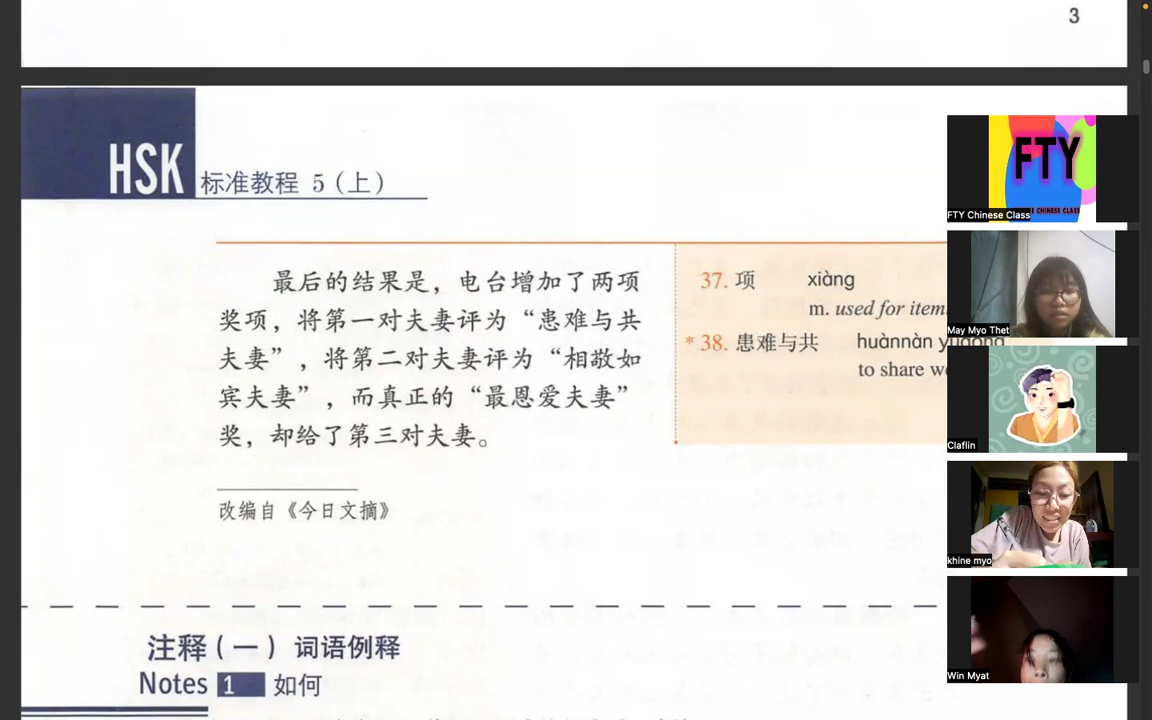 3
HSK 标准教程 5（上）
最后的结果是，电台增加了两项
奖项，将第一对夫妻评为“患难与共
夫妻”，将第二对夫妻评为“相敬如
宾夫妻”，而真正的“最恩爱夫妻”
奖，却给了第三对夫妻。
改编自《今日文摘》
37. 项 xiàng
m. used for item
* 38. 患难与共 huànnàn
to share
注释（一） 词语例释
Notes 1 如何
FTY
CHINESE CLASS
FTY Chinese Class
May Myo Thet
Claflin
khine myo
Win Myat